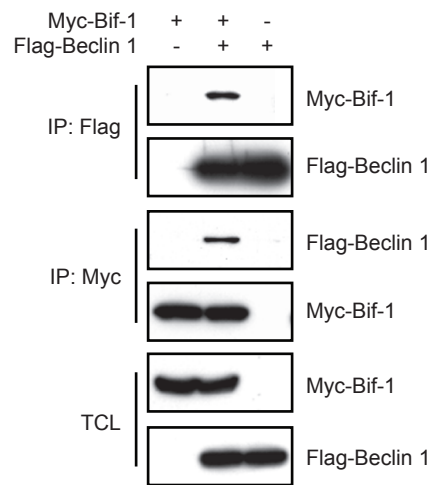 Myc-Bif-1 + + -
Flag-Beclin 1 - + +
IP: Flag
Myc-Bif-1
Flag-Beclin 1
IP: Myc
Flag-Beclin 1
Myc-Bif-1
TCL
Myc-Bif-1
Flag-Beclin 1